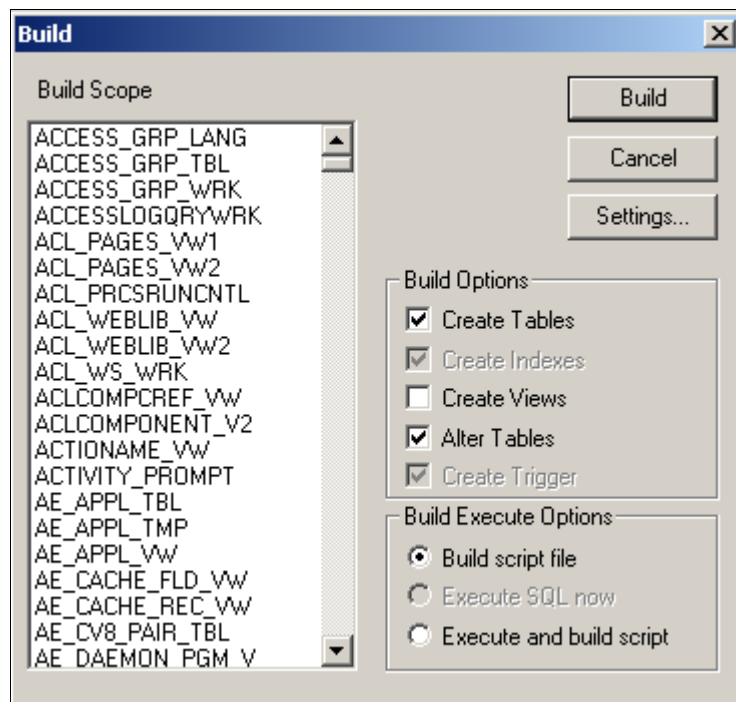 Build
Build Scope
ACCESS_GRP_LANG
ACCESS_GRP_TBL
ACCESS_GRP_WRK
ACCESSLOGQRYWRK
ACL_PAGES_VW1
ACL_PAGES_VW2
ACL_PRCSRUNCNTL
ACL_WEBLIB_VW
ACL_WEBLIB_VW2
ACL_WS_WRK
ACLCOMPCREF_VW
ACLCOMPONENT_V2
ACTIONAME_VW
ACTIVITY_PROMPT
AE_APPL_TBL
AE_APPL_TMP
AE_APPL_VW
AE_CACHE_FLD_VW
AE_CACHE_REC_VW
AE_CV8_PAIR_TBL
AE_DAEMON_PGM_V
Build
Cancel
Settings...
Build Options
Create Tables
Create Indexes
Create Views
Alter Tables
Create Trigger
Build Execute Options
Build script file
Execute SQL now
Execute and build script